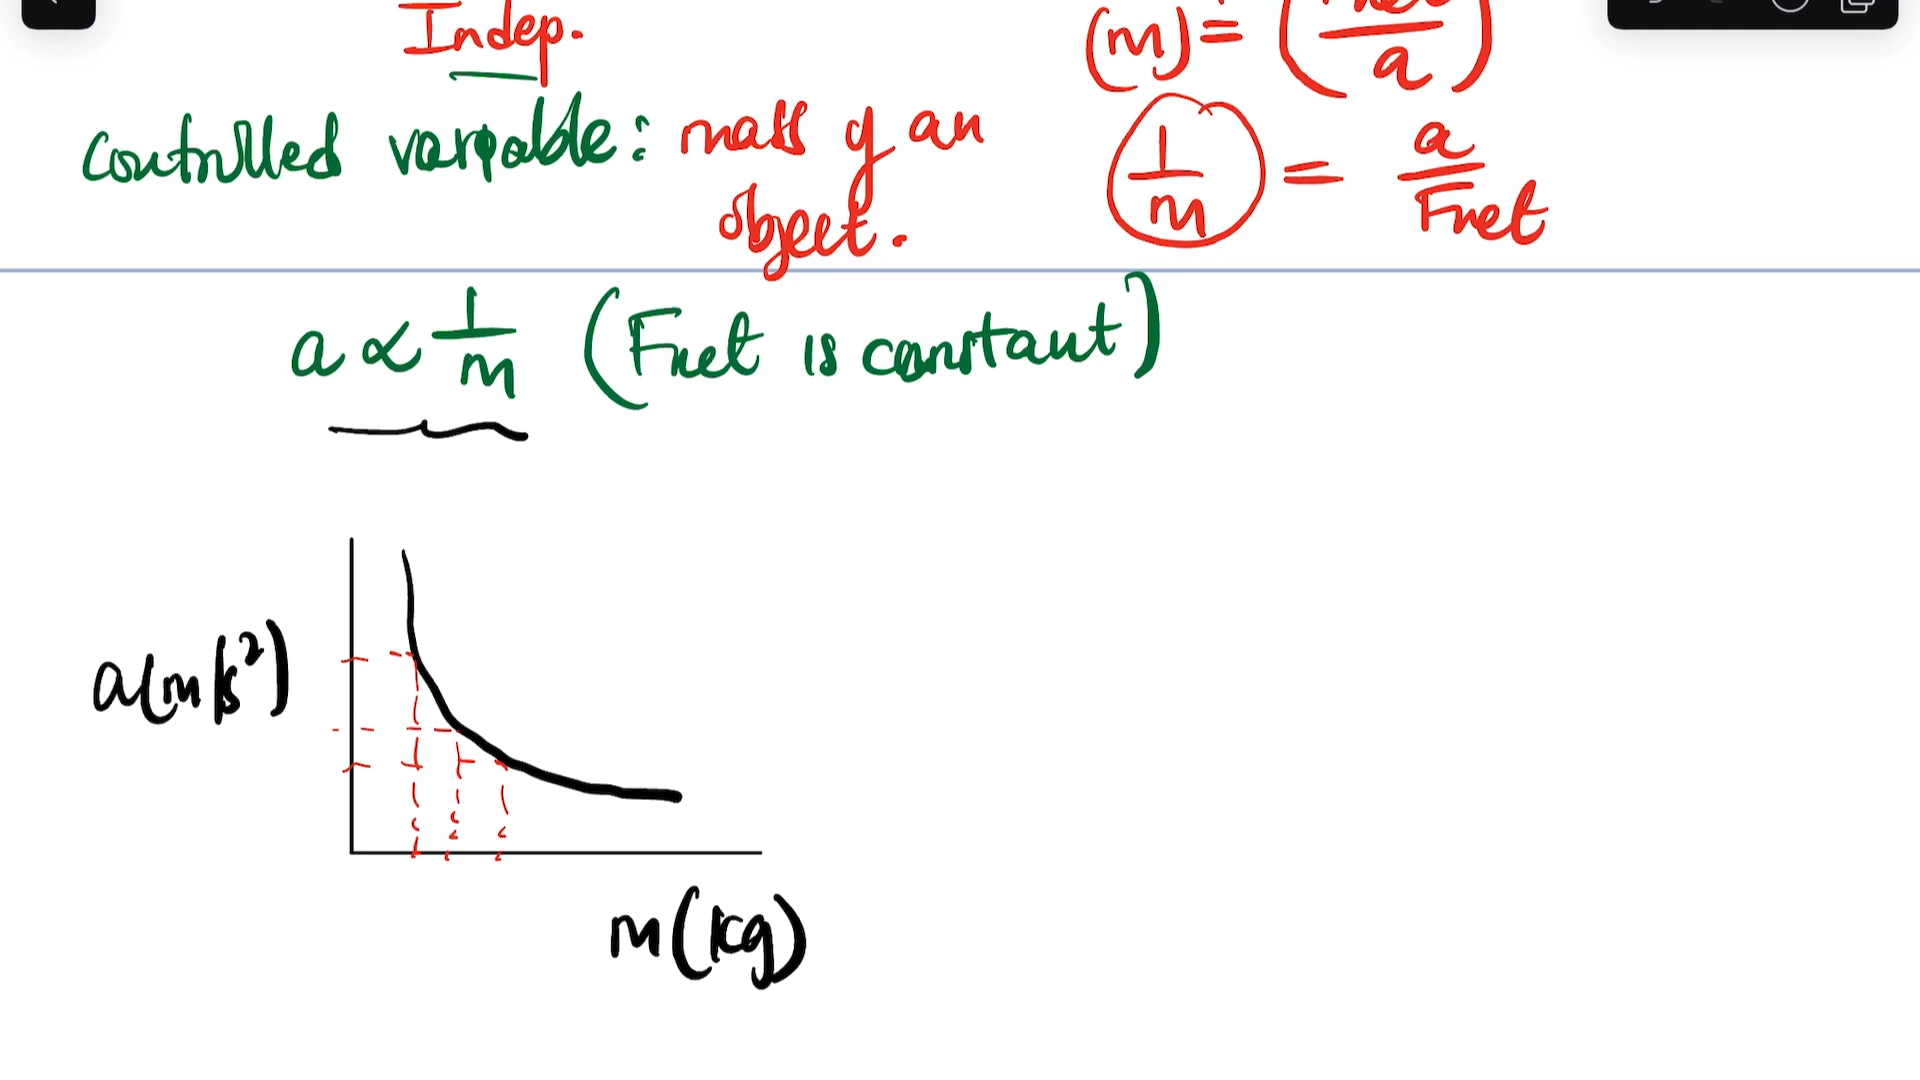 Indep.
(m) = ( /a)
controlled variable: mass of an
object.
1/m = a/Fnet
a ∝ 1/m (Fnet is constant)
a(m/s²)
m(kg)